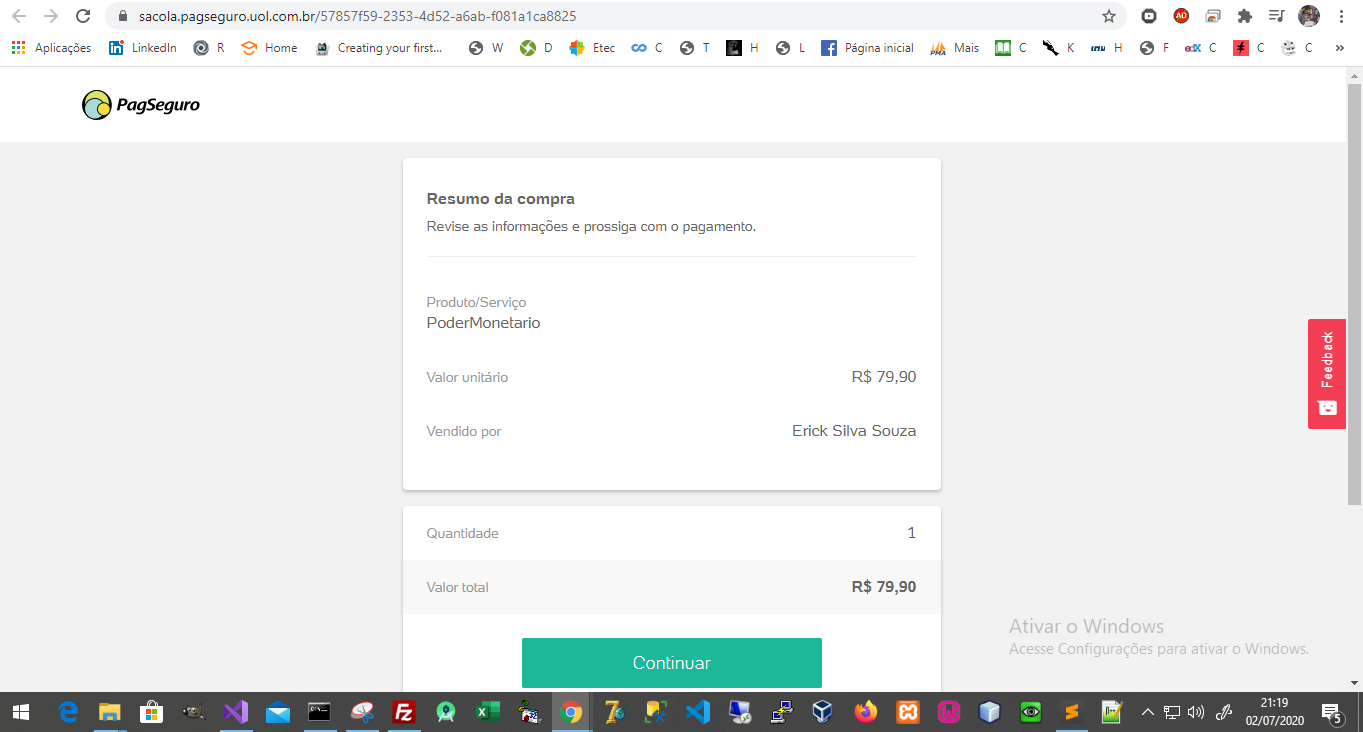 sacola.pagseguro.uol.com.br/57857f59-2353-4d52-a6ab-f081a1ca8825
Aplicações LinkedIn R Home Creating your first... W D Etec C T H L Página inicial Mais C K H F C C C »
PagSeguro
Resumo da compra
Revise as informações e prossiga com o pagamento.
Produto/Serviço
PoderMonetario
Valor unitário R$ 79,90
Vendido por Erick Silva Souza
Feedback
Quantidade 1
Valor total R$ 79,90
Continuar
Ativar o Windows
Acesse Configurações para ativar o Windows.
21:19
02/07/2020
5